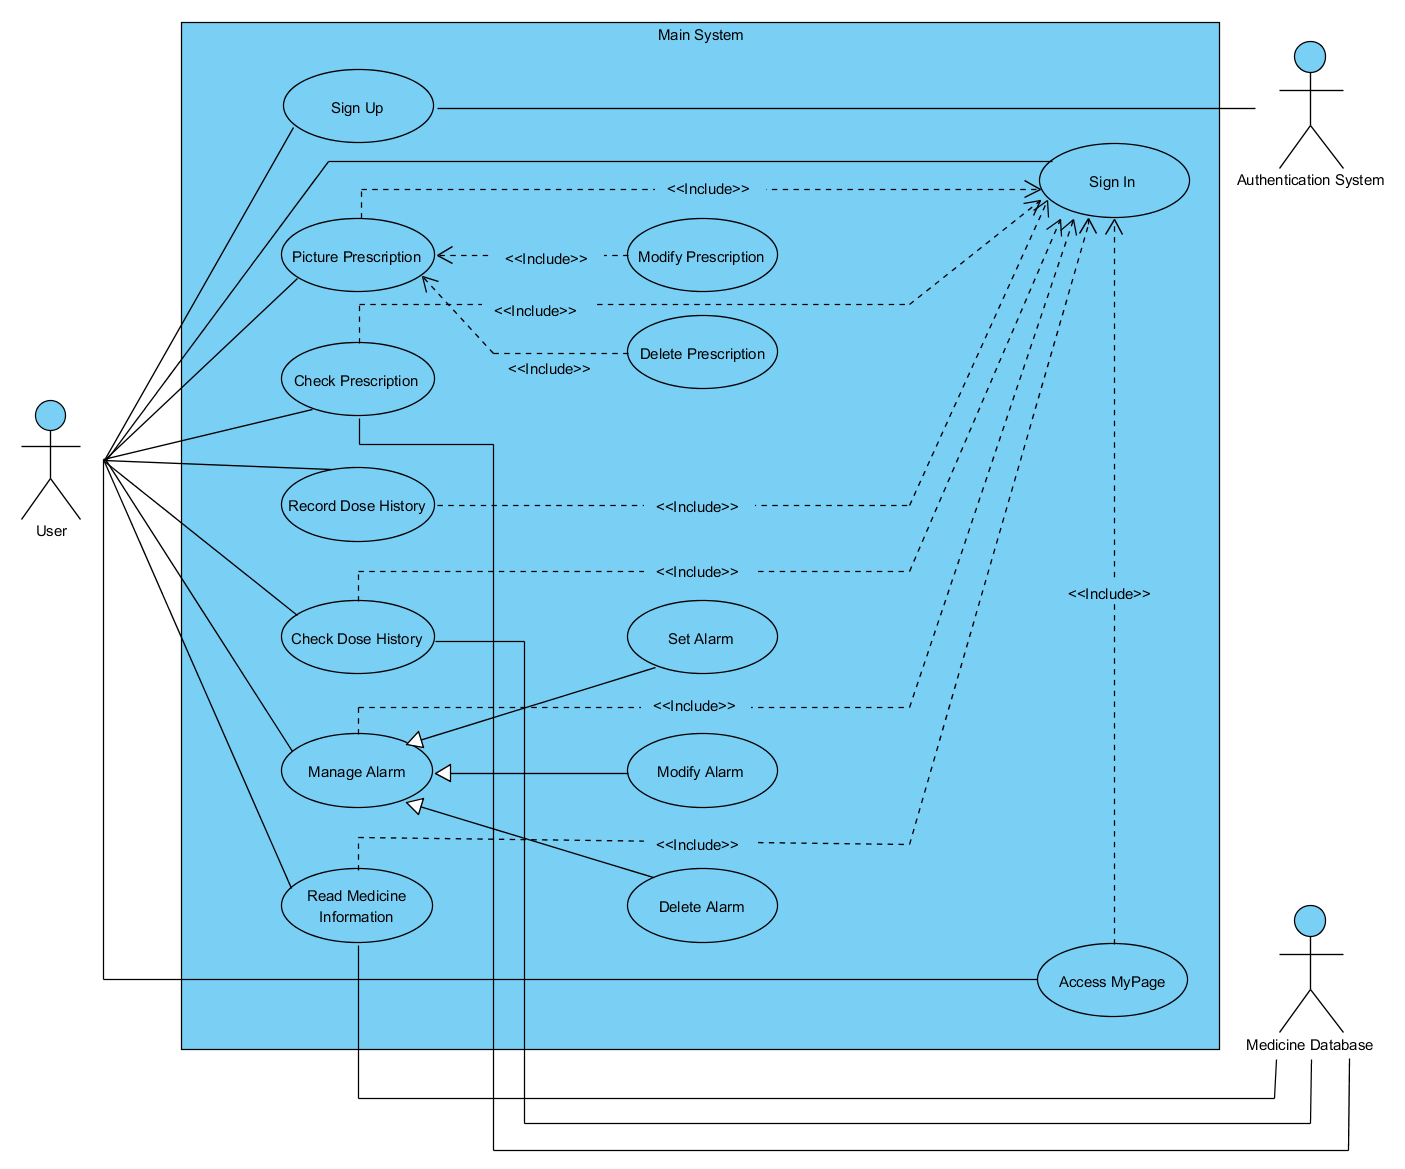 Main System
Sign Up
Authentication System
Sign In
<<Include>>
Picture Prescription
<<Include>>
Modify Prescription
<<Include>>
Delete Prescription
<<Include>>
Check Prescription
User
Record Dose History
<<Include>>
<<Include>>
<<Include>>
Check Dose History
Set Alarm
<<Include>>
Manage Alarm
Modify Alarm
<<Include>>
Read Medicine
Information
Delete Alarm
Access MyPage
Medicine Database